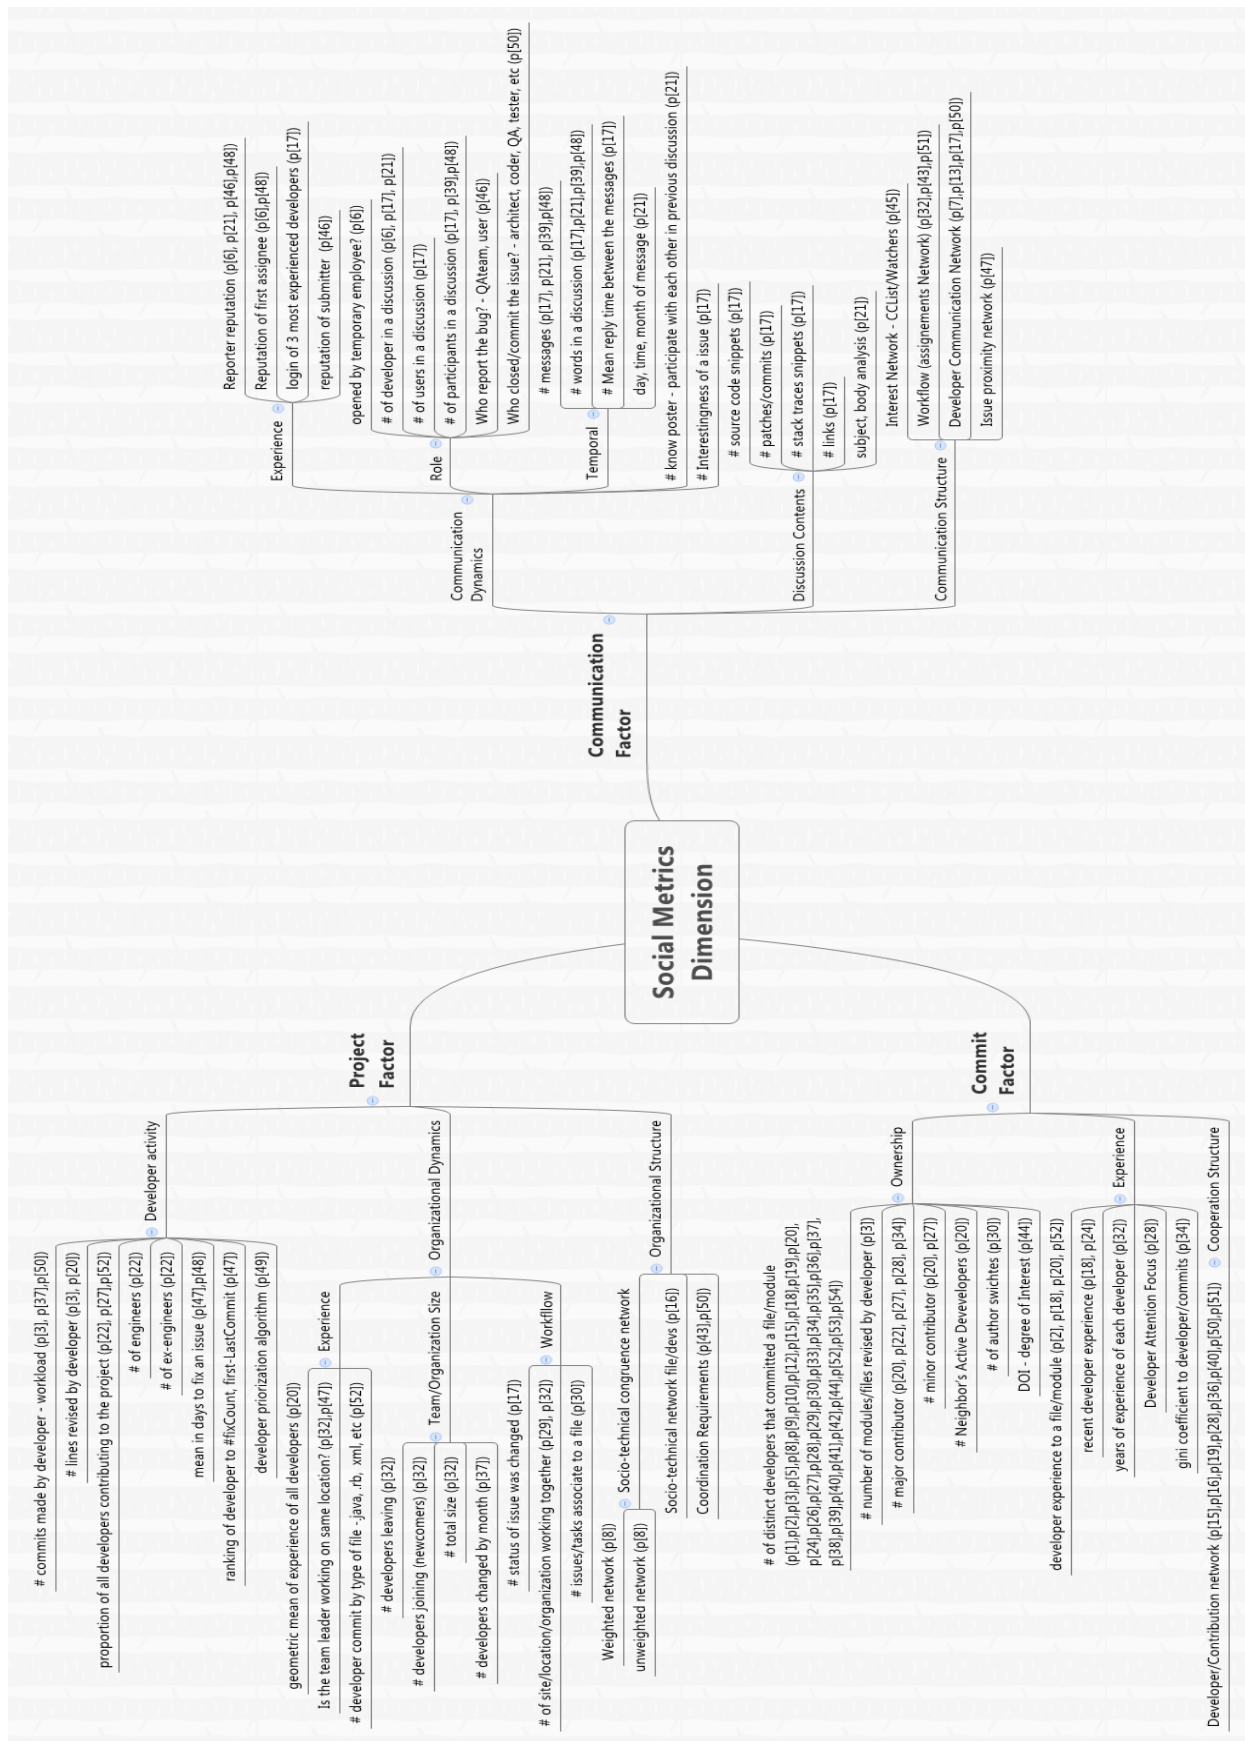 Social Metrics
Dimension
Communication
Factor
Communication
Dynamics
Experience
Reporter reputation (p[6], p[21], p[46],p[48])
Reputation of first assignee (p[6],p[48])
login of 3 most experienced developers (p[17])
reputation of submitter (p[46])
Role
opened by temporary employee? (p[6])
# of developer in a discussion (p[6], p[17], p[21])
# of users in a discussion (p[17])
# of participants in a discussion (p[17], p[39],p[48])
Who report the bug? - QAteam, user (p[46])
Who closed/commit the issue? - architect, coder, QA, tester, etc (p[50])
Temporal
# messages (p[17], p[21], p[39],p[48])
# words in a discussion (p[17],p[21],p[39],p[48])
# Mean reply time between the messages (p[17])
day, time, month of message (p[21])
# know poster - participate with each other in previous discussion (p[21])
# Interestingness of a issue (p[17])
Discussion Contents
# source code snippets (p[17])
# patches/commits (p[17])
# stack traces snippets (p[17])
# links (p[17])
subject, body analysis (p[21])
Communication Structure
Interest Network - CCList/Watchers (p[45])
Workflow (assignements Network) (p[32],p[43],p[51])
Developer Communication Network (p[7],p[13],p[17],p[50])
Issue proximity network (p[47])
Project
Factor
Developer activity
# commits made by developer - workload (p[3], p[37],p[50])
# lines revised by developer (p[3], p[20])
proportion of all developers contributing to the project (p[22], p[27],p[52])
# of engineers (p[22])
# of ex-engineers (p[22])
mean in days to fix an issue (p[47],p[48])
ranking of developer to #fixCount, first-LastCommit (p[47])
developer priorization algorithm (p[49])
Organizational Dynamics
Experience
geometric mean of experience of all developers (p[20])
Is the team leader working on same location? (p[32],p[47])
# developer commit by type of file -java, .rb, xml, etc (p[52])
Team/Organization Size
# developers leaving (p[32])
# developers joining (newcomers) (p[32])
# total size (p[32])
# developers changed by month (p[37])
Workflow
# status of issue was changed (p[17])
# of site/location/organization working together (p[29], p[32])
# issues/tasks associate to a file (p[30])
Organizational Structure
Socio-technical congruence network
Weighted network (p[8])
unweighted network (p[8])
Socio-technical network file/devs (p[16])
Coordination Requirements (p[43],p[50])
Commit
Factor
Ownership
# of distinct developers that committed a file/module
(p[1],p[2],p[3],p[5],p[8],p[9],p[10],p[12],p[15],p[18],p[19],p[20],
p[24],p[26],p[27],p[28],p[29],p[30],p[33],p[34],p[35],p[36],p[37],
p[38],p[39],p[40],p[41],p[42],p[44],p[52],p[53],p[54])
# number of modules/files revised by developer (p[3])
# major contributor (p[20], p[22], p[27], p[28], p[34])
# minor contributor (p[20], p[27])
# Neighbor's Active Devevelopers (p[20])
# of author swichtes (p[30])
DOI - degree of Interest (p[44])
Experience
developer experience to a file/module (p[2], p[18], p[20], p[52])
recent developer experience (p[18], p[24])
years of experience of each developer (p[32])
Developer Attention Focus (p[28])
gini coefficient to developer/commits (p[34])
Cooperation Structure
Developer/Contribution network (p[15],p[16],p[19],p[28],p[36],p[40],p[50],p[51])